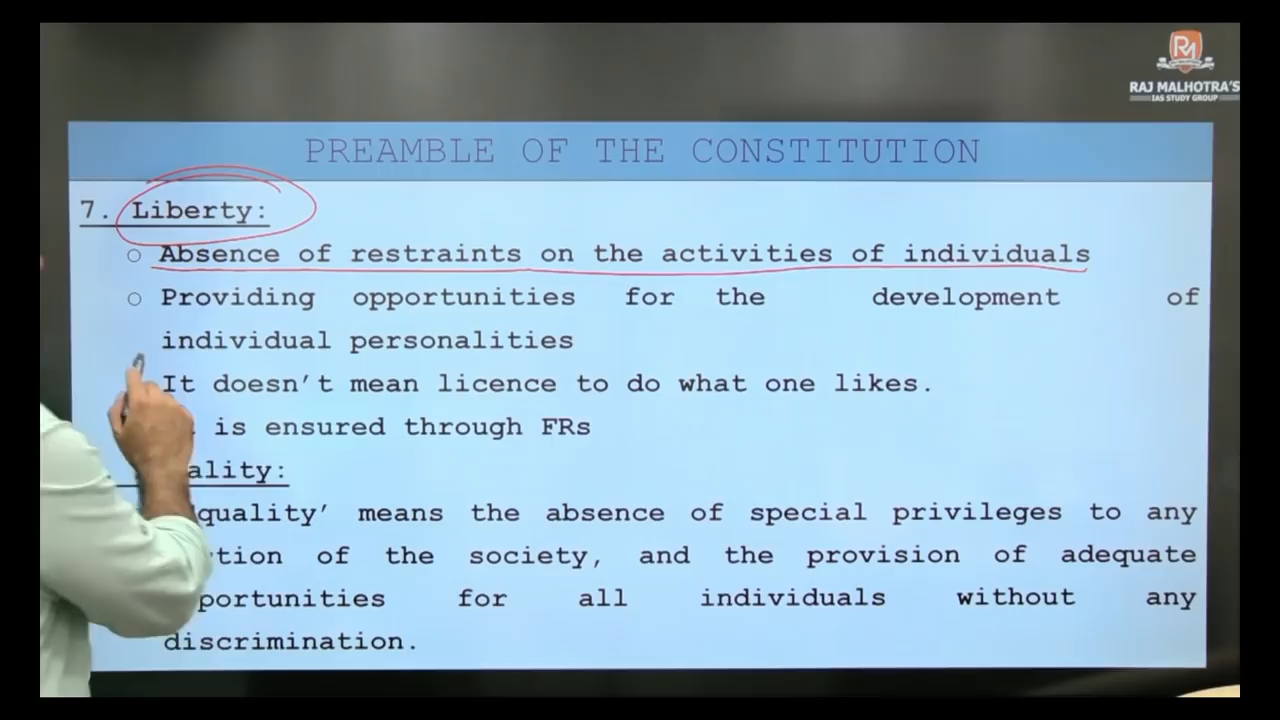 RM
RAJ MALHOTRA'S
IAS STUDY GROUP
PREAMBLE OF THE CONSTITUTION
7. Liberty:
○ Absence of restraints on the activities of individuals
○ Providing opportunities for the development of
individual personalities
It doesn't mean licence to do what one likes.
is ensured through FRs
ality:
quality' means the absence of special privileges to any
tion of the society, and the provision of adequate
portunities for all individuals without any
discrimination.